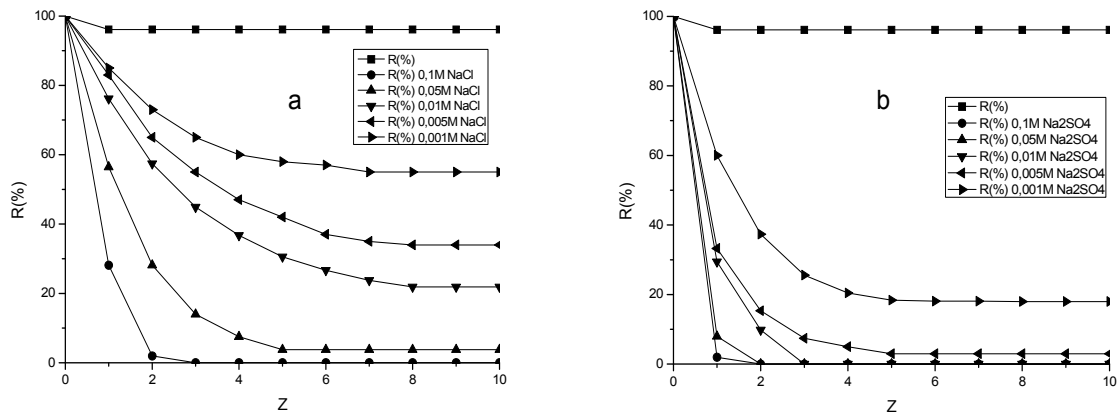 100
80
60
40
20
0
R(%)
R(%)
R(%) 0,1M NaCl
R(%) 0,05M NaCl
R(%) 0,01M NaCl
R(%) 0,005M NaCl
R(%) 0,001M NaCl
a
0 2 4 6 8 10
Z
100
80
60
40
20
0
R(%)
R(%)
R(%) 0,1M Na2SO4
R(%) 0,05M Na2SO4
R(%) 0,01M Na2SO4
R(%) 0,005M Na2SO4
R(%) 0,001M Na2SO4
b
0 2 4 6 8 10
Z